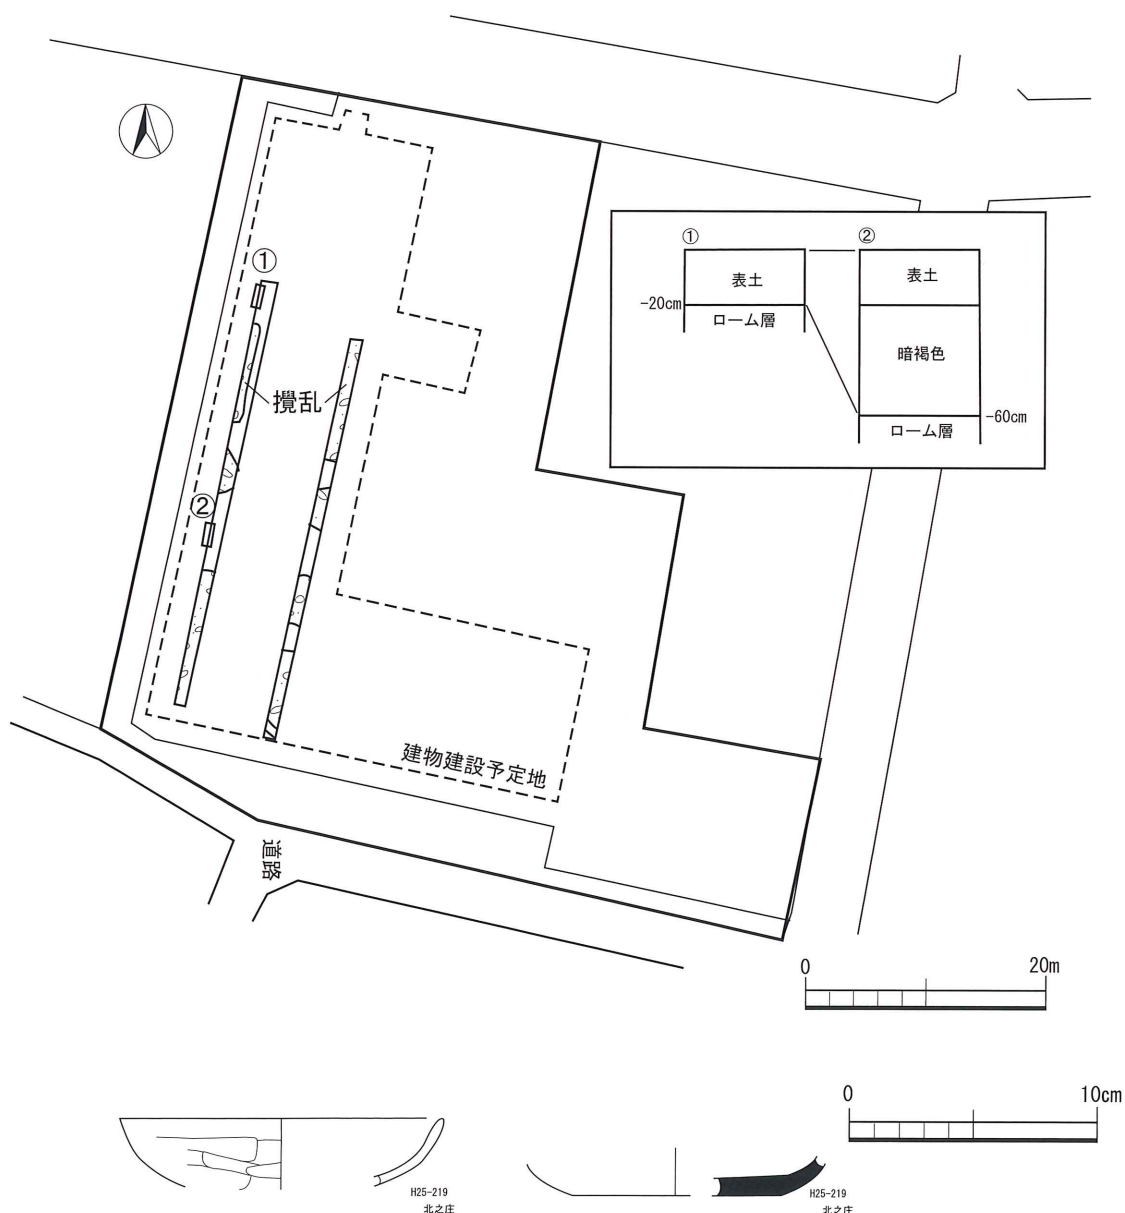 ①
②
攪乱
建物建設予定地
道路
① ②
表土
-20cm
ローム層
表土
暗褐色
-60cm
ローム層
0 20m
0 10cm
H25-219
北之庄
H25-219
北之庄